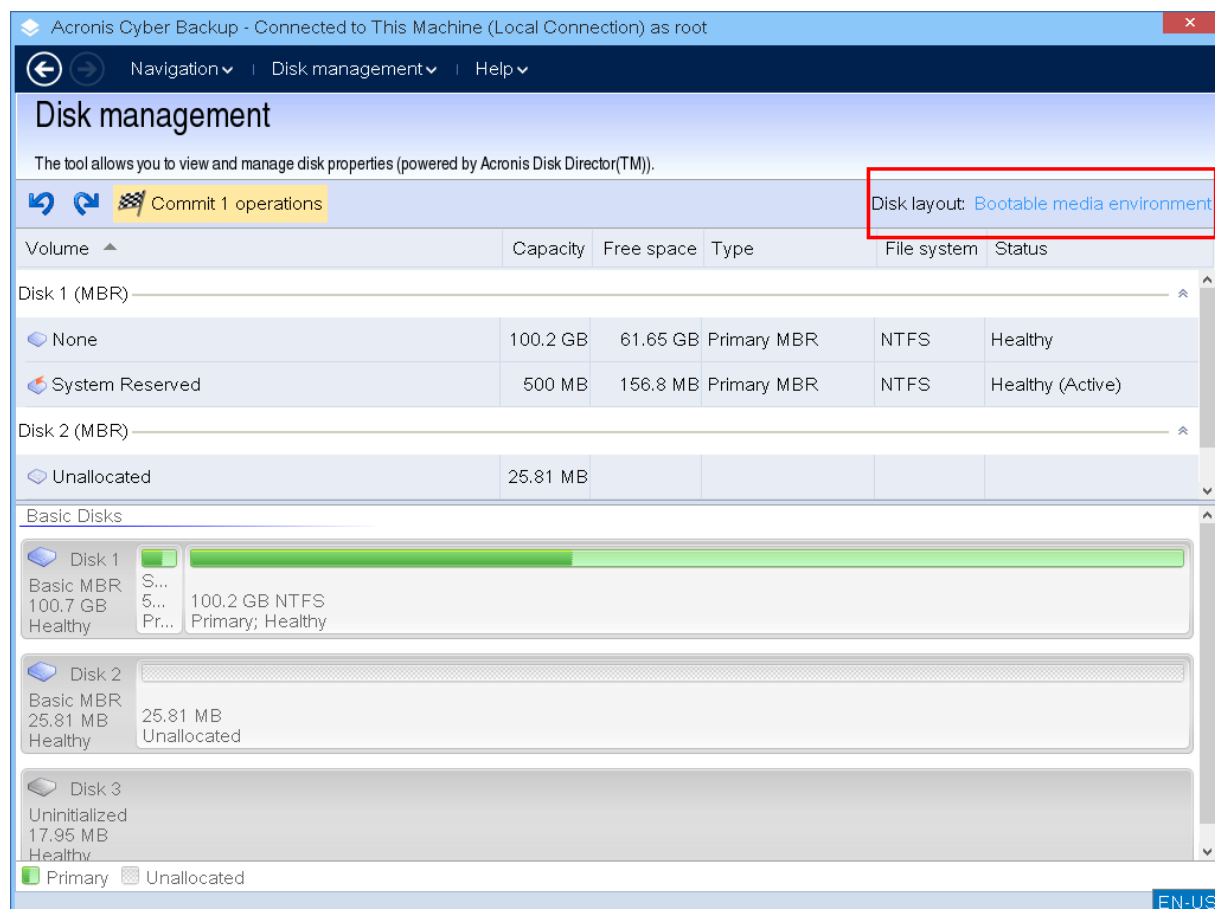 Acronis Cyber Backup - Connected to This Machine (Local Connection) as root
Navigation Disk management Help
Disk management
The tool allows you to view and manage disk properties (powered by Acronis Disk Director(TM)).
Commit 1 operations Disk layout: Bootable media environment
Volume Capacity Free space Type File system Status
Disk 1 (MBR)
None 100.2 GB 61.65 GB Primary MBR NTFS Healthy
System Reserved 500 MB 156.8 MB Primary MBR NTFS Healthy (Active)
Disk 2 (MBR)
Unallocated 25.81 MB
Basic Disks
Disk 1
Basic MBR
100.7 GB
Healthy
S...
5...
Pr...
100.2 GB NTFS
Primary; Healthy
Disk 2
Basic MBR
25.81 MB
Healthy
25.81 MB
Unallocated
Disk 3
Uninitialized
17.95 MB
Healthy
Primary Unallocated
EN-US